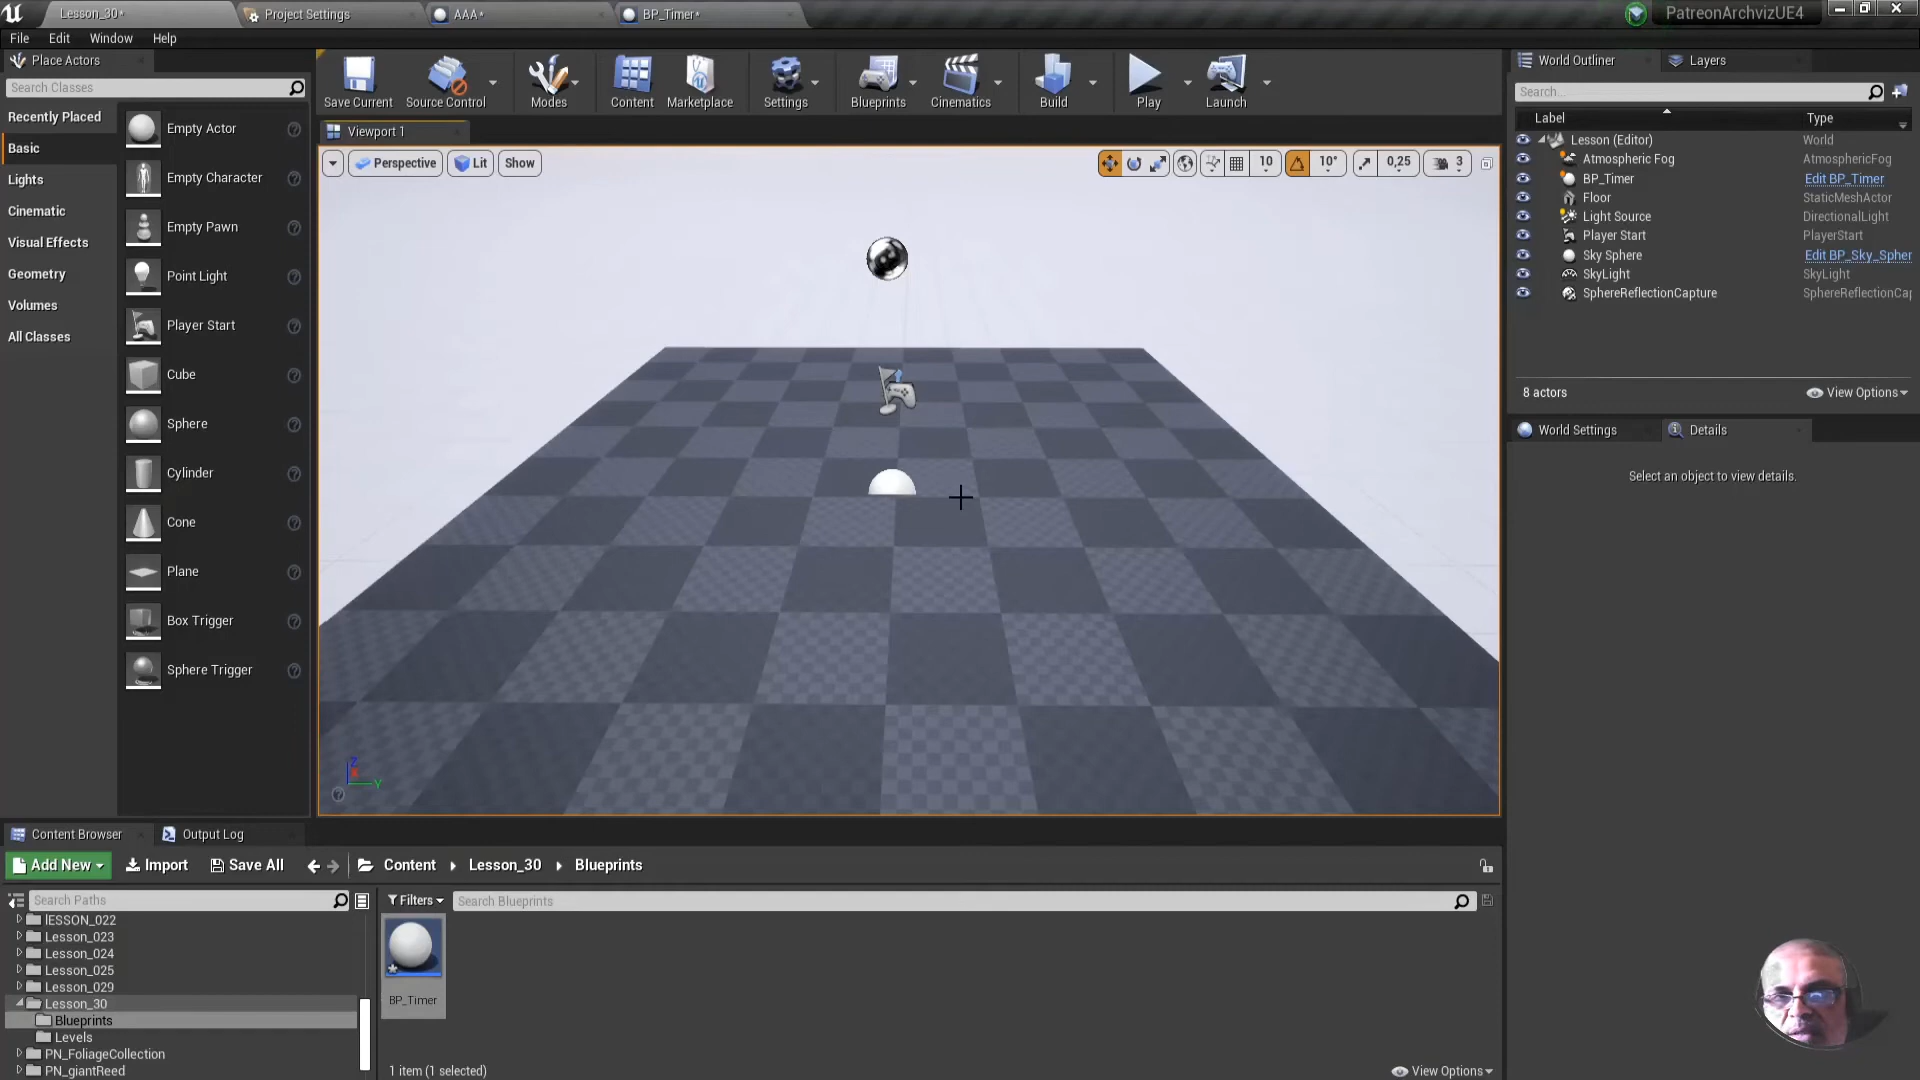 Lesson_30*
Project Settings
AAA*
BP_Timer*
PatreonArchvizUE4
File
Edit
Window
Help
Place Actors
Search Classes
Recently Placed
Basic
Lights
Cinematic
Visual Effects
Geometry
Volumes
All Classes
Empty Actor
Empty Character
Empty Pawn
Point Light
Player Start
Cube
Sphere
Cylinder
Cone
Plane
Box Trigger
Sphere Trigger
Save Current
Source Control
Modes
Content
Marketplace
Settings
Blueprints
Cinematics
Build
Play
Launch
Viewport 1
Perspective
Lit
Show
10
10°
0,25
3
Z
Y
World Outliner
Layers
Search...
Label
Type
Lesson (Editor)
World
Atmospheric Fog
AtmosphericFog
BP_Timer
Edit BP_Timer
Floor
StaticMeshActor
Light Source
DirectionalLight
Player Start
PlayerStart
Sky Sphere
Edit BP_Sky_Spher
SkyLight
SkyLight
SphereReflectionCapture
SphereReflectionCap
8 actors
View Options
World Settings
Details
Select an object to view details.
Content Browser
Output Log
Add New
Import
Save All
Content
Lesson_30
Blueprints
Search Paths
Filters
Search Blueprints
lESSON_022
Lesson_023
Lesson_024
Lesson_025
Lesson_029
Lesson_30
Blueprints
Levels
PN_FoliageCollection
PN_giantReed
BP_Timer
1 item (1 selected)
View Options